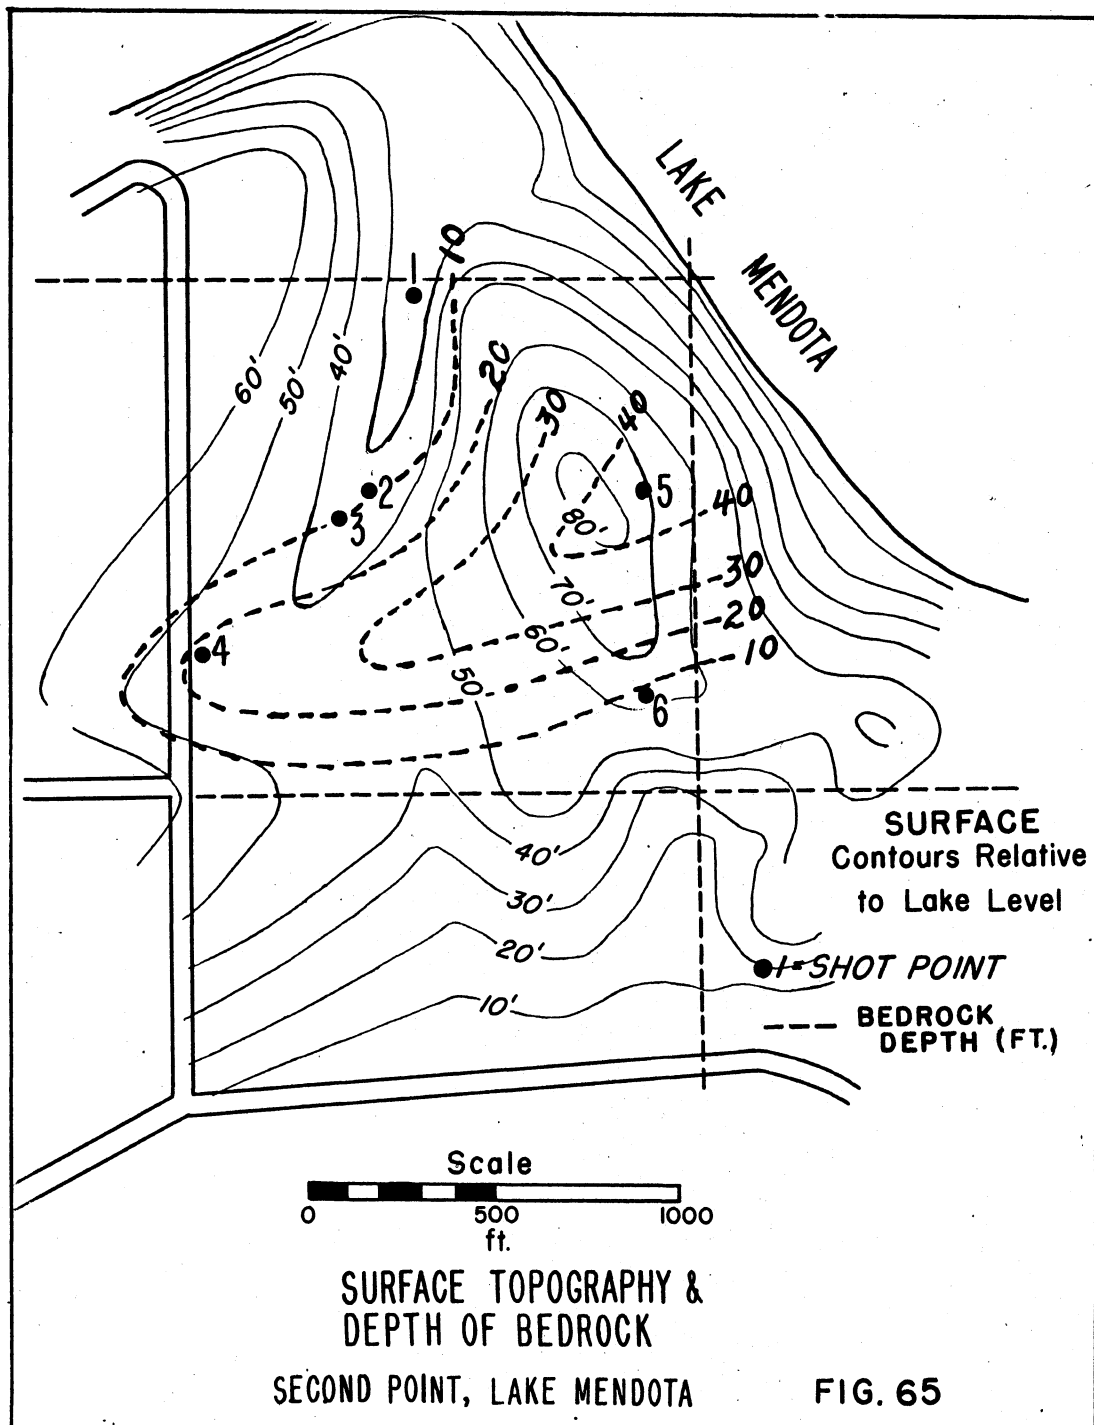 LAKE
MENDOTA
10
1
20
60'
50'
40'
30
40
2
3
5
80'
40
70'
30
20
60'
10
4
50
6
40'
30'
20'
10'
SURFACE
Contours Relative
to Lake Level
1=SHOT POINT
BEDROCK
DEPTH (FT.)
Scale
0 500 1000
ft.
SURFACE TOPOGRAPHY &
DEPTH OF BEDROCK
SECOND POINT, LAKE MENDOTA FIG. 65